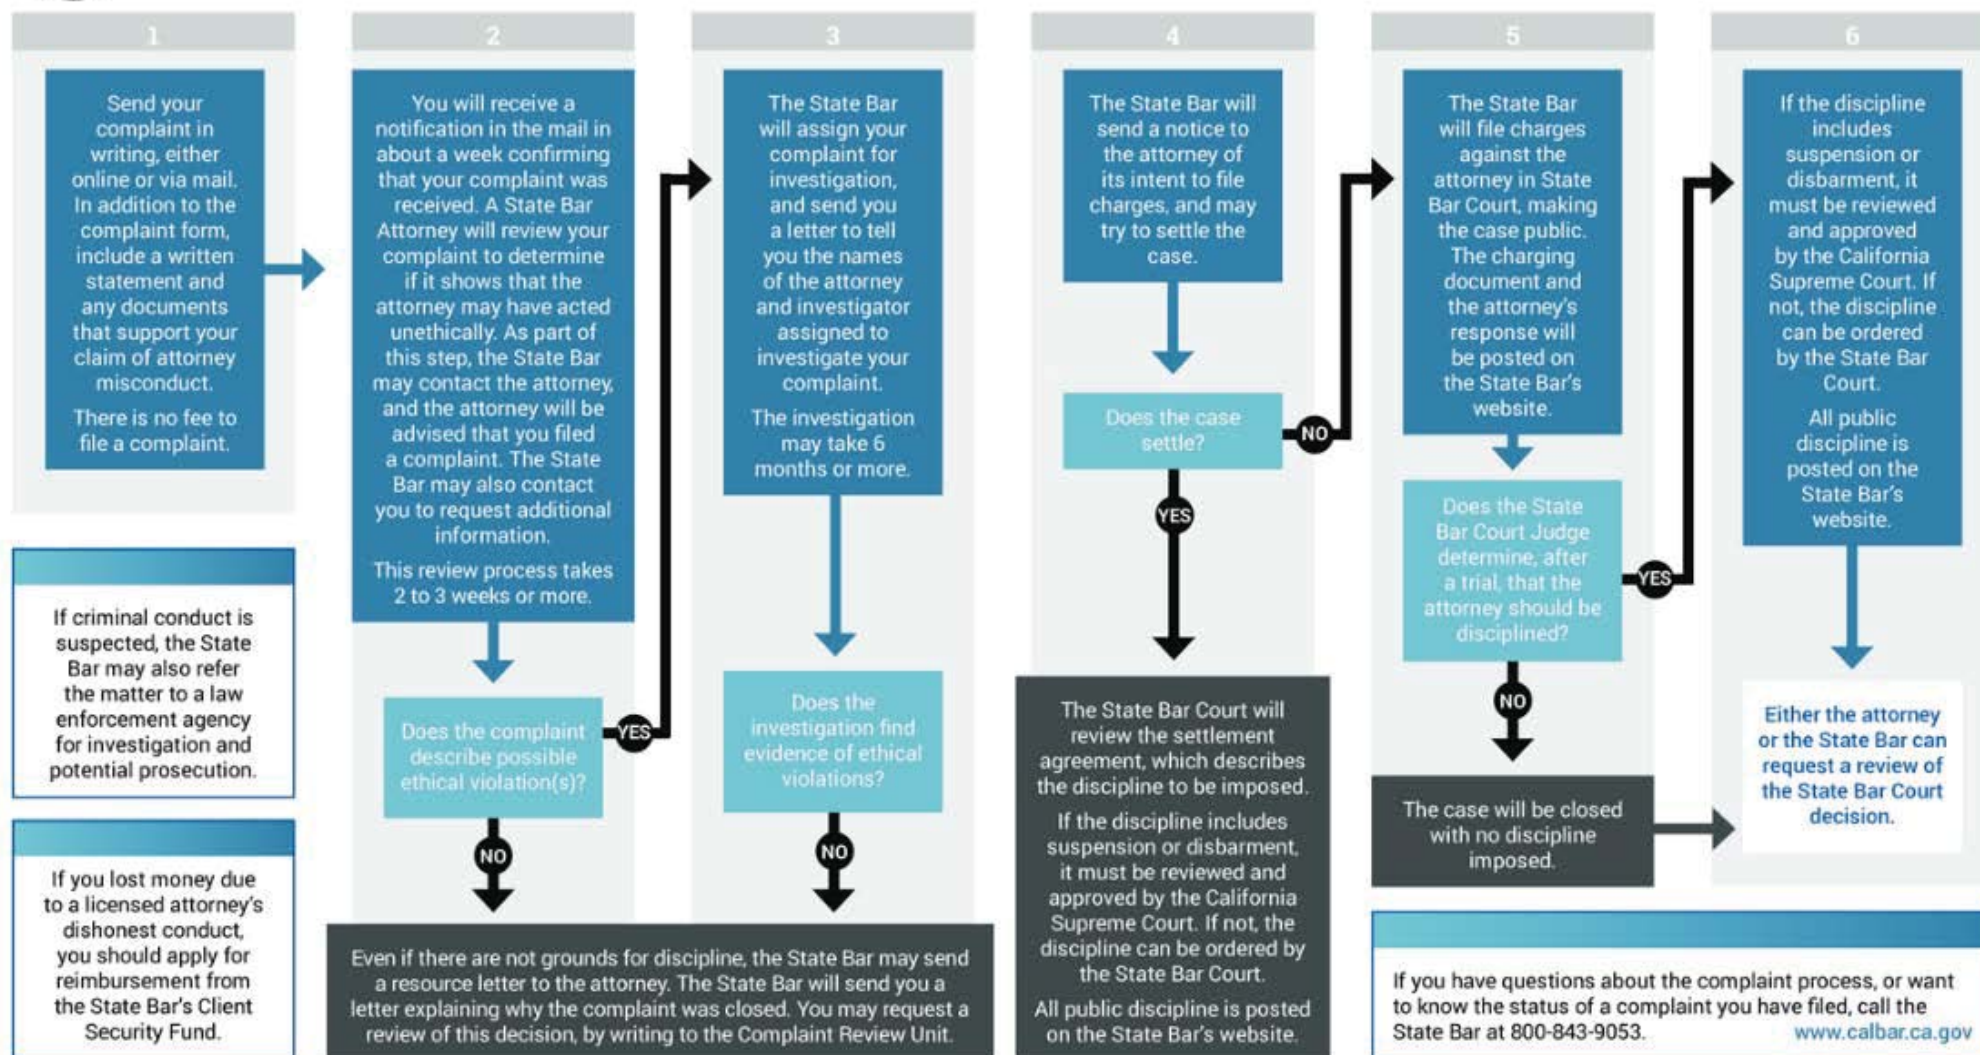 1
Send your
complaint in
writing, either
online or via mail.
In addition to the
complaint form,
include a written
statement and
any documents
that support your
claim of attorney
misconduct.
There is no fee to
file a complaint.
If criminal conduct is
suspected, the State
Bar may also refer
the matter to a law
enforcement agency
for investigation and
potential prosecution.
If you lost money due
to a licensed attorney's
dishonest conduct,
you should apply for
reimbursement from
the State Bar's Client
Security Fund.
2
You will receive a
notification in the mail in
about a week confirming
that your complaint was
received. A State Bar
Attorney will review your
complaint to determine
if it shows that the
attorney may have acted
unethically. As part of
this step, the State Bar
may contact the attorney,
and the attorney will be
advised that you filed
a complaint. The State
Bar may also contact
you to request additional
information.
This review process takes
2 to 3 weeks or more.
Does the complaint
describe possible
ethical violation(s)?
YES
NO
3
The State Bar
will assign your
complaint for
investigation,
and send you
a letter to tell
you the names
of the attorney
and investigator
assigned to
investigate your
complaint.
The investigation
may take 6
months or more.
Does the
investigation find
evidence of ethical
violations?
NO
Even if there are not grounds for discipline, the State Bar may send
a resource letter to the attorney. The State Bar will send you a
letter explaining why the complaint was closed. You may request a
review of this decision, by writing to the Complaint Review Unit.
4
The State Bar will
send a notice to
the attorney of
its intent to file
charges, and may
try to settle the
case.
Does the case
settle?
NO
YES
The State Bar Court will
review the settlement
agreement, which describes
the discipline to be imposed.
If the discipline includes
suspension or disbarment,
it must be reviewed and
approved by the California
Supreme Court. If not, the
discipline can be ordered by
the State Bar Court.
All public discipline is posted
on the State Bar's website.
5
The State Bar
will file charges
against the
attorney in State
Bar Court, making
the case public.
The charging
document and
the attorney's
response will
be posted on
the State Bar's
website.
Does the State
Bar Court Judge
determine, after
a trial, that the
attorney should be
disciplined?
YES
NO
The case will be closed
with no discipline
imposed.
6
If the discipline
includes
suspension or
disbarment, it
must be reviewed
and approved
by the California
Supreme Court. If
not, the discipline
can be ordered
by the State Bar
Court.
All public
discipline is
posted on the
State Bar's
website.
Either the attorney
or the State Bar can
request a review of
the State Bar Court
decision.
If you have questions about the complaint process, or want
to know the status of a complaint you have filed, call the
State Bar at 800-843-9053. www.calbar.ca.gov